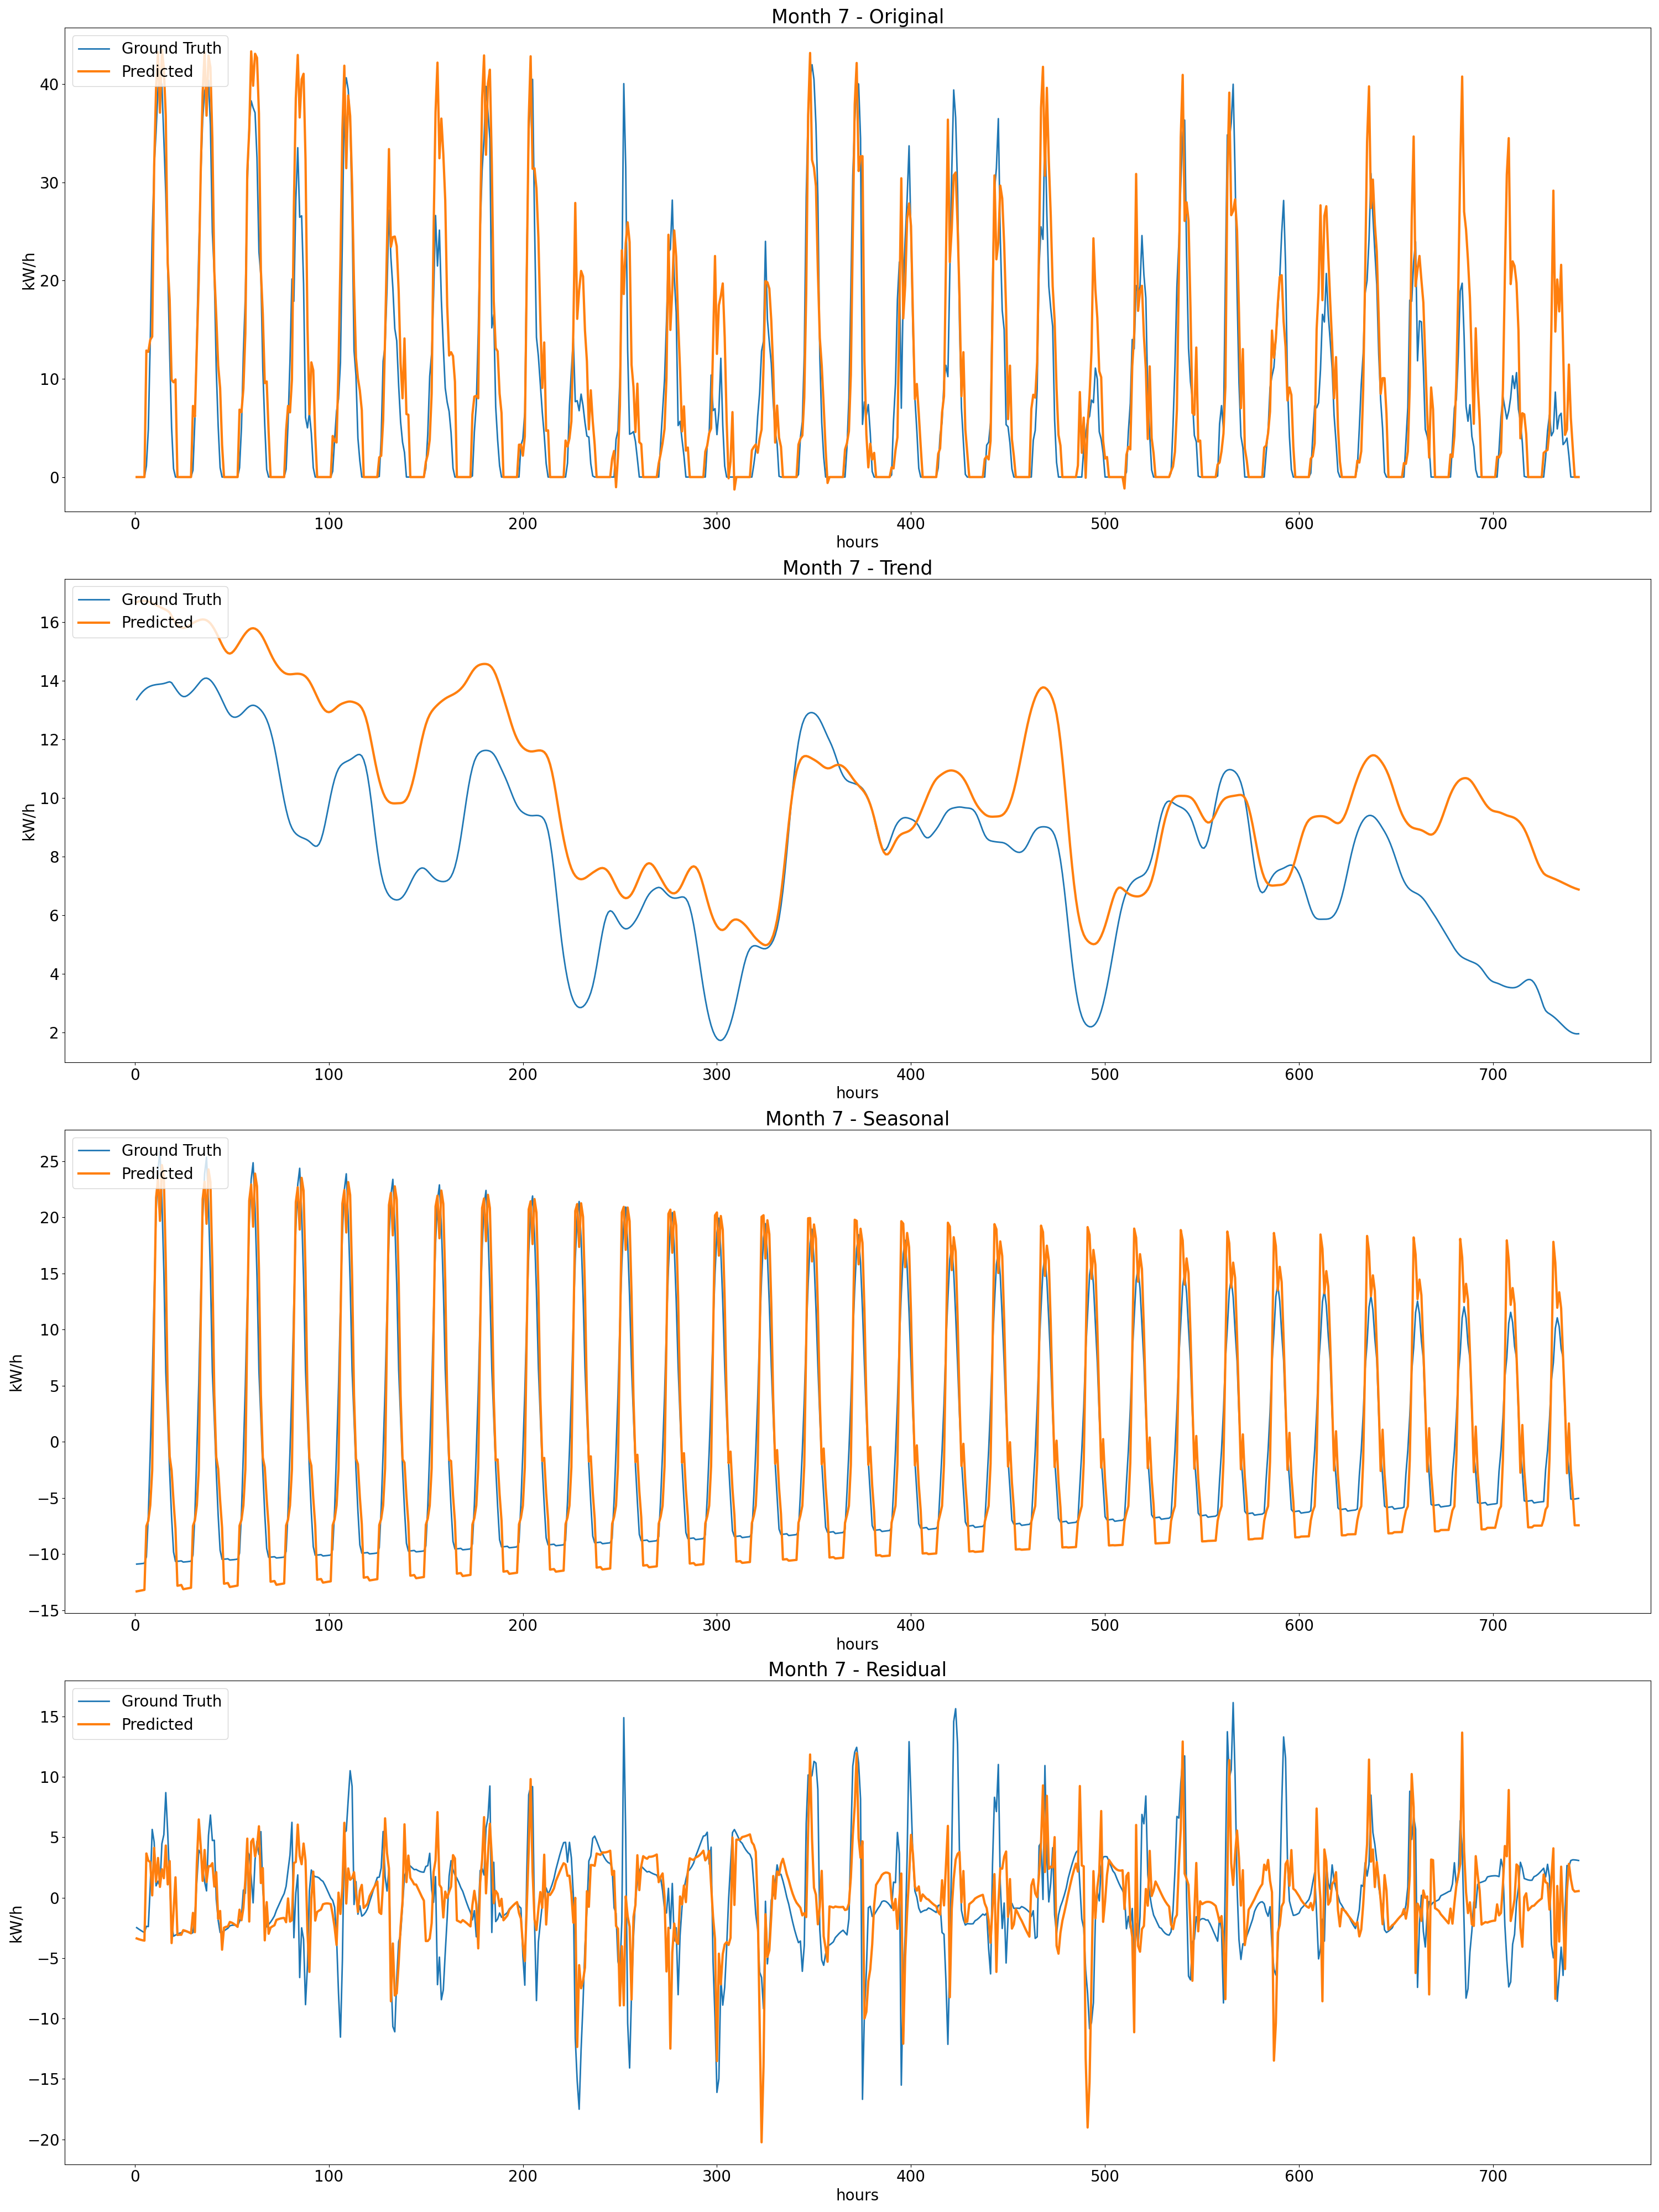 Month 7 - Original
Ground Truth
Predicted
40
30
20
10
0
kW/h
0 100 200 300 400 500 600 700
hours
Month 7 - Trend
Ground Truth
Predicted
16
14
12
10
8
6
4
2
kW/h
0 100 200 300 400 500 600 700
hours
Month 7 - Seasonal
Ground Truth
Predicted
25
20
15
10
5
0
−5
−10
−15
kW/h
0 100 200 300 400 500 600 700
hours
Month 7 - Residual
Ground Truth
Predicted
15
10
5
0
−5
−10
−15
−20
kW/h
0 100 200 300 400 500 600 700
hours